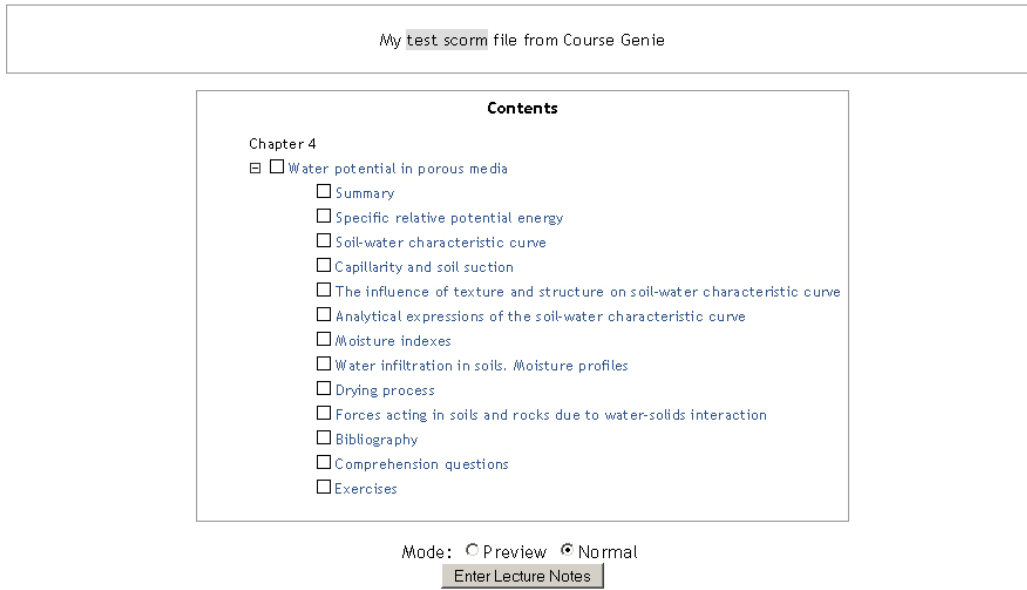 My test scorm file from Course Genie
Contents
Chapter 4
Water potential in porous media
Summary
Specific relative potential energy
Soil-water characteristic curve
Capillarity and soil suction
The influence of texture and structure on soil-water characteristic curve
Analytical expressions of the soil-water characteristic curve
Moisture indexes
Water infiltration in soils. Moisture profiles
Drying process
Forces acting in soils and rocks due to water-solids interaction
Bibliography
Comprehension questions
Exercises
Mode: Preview Normal
Enter Lecture Notes